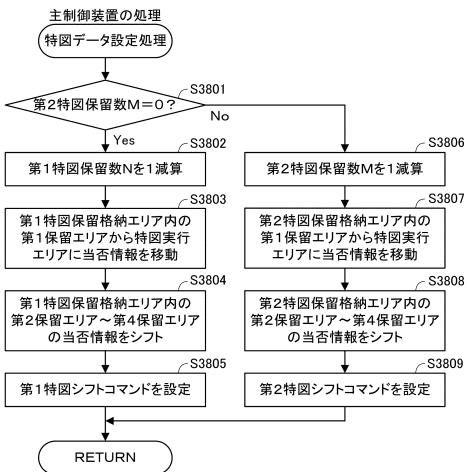 主制御装置の処理
特図データ設定処理
S3801
第2特図保留数M＝0？
No
Yes
S3802
第1特図保留数Nを1減算
S3803
第1特図保留格納エリア内の
第1保留エリアから特図実行
エリアに当否情報を移動
S3804
第1特図保留格納エリア内の
第2保留エリア～第4保留エリア
の当否情報をシフト
S3805
第1特図シフトコマンドを設定
S3806
第2特図保留数Mを1減算
S3807
第2特図保留格納エリア内の
第1保留エリアから特図実行
エリアに当否情報を移動
S3808
第2特図保留格納エリア内の
第2保留エリア～第4保留エリア
の当否情報をシフト
S3809
第2特図シフトコマンドを設定
RETURN